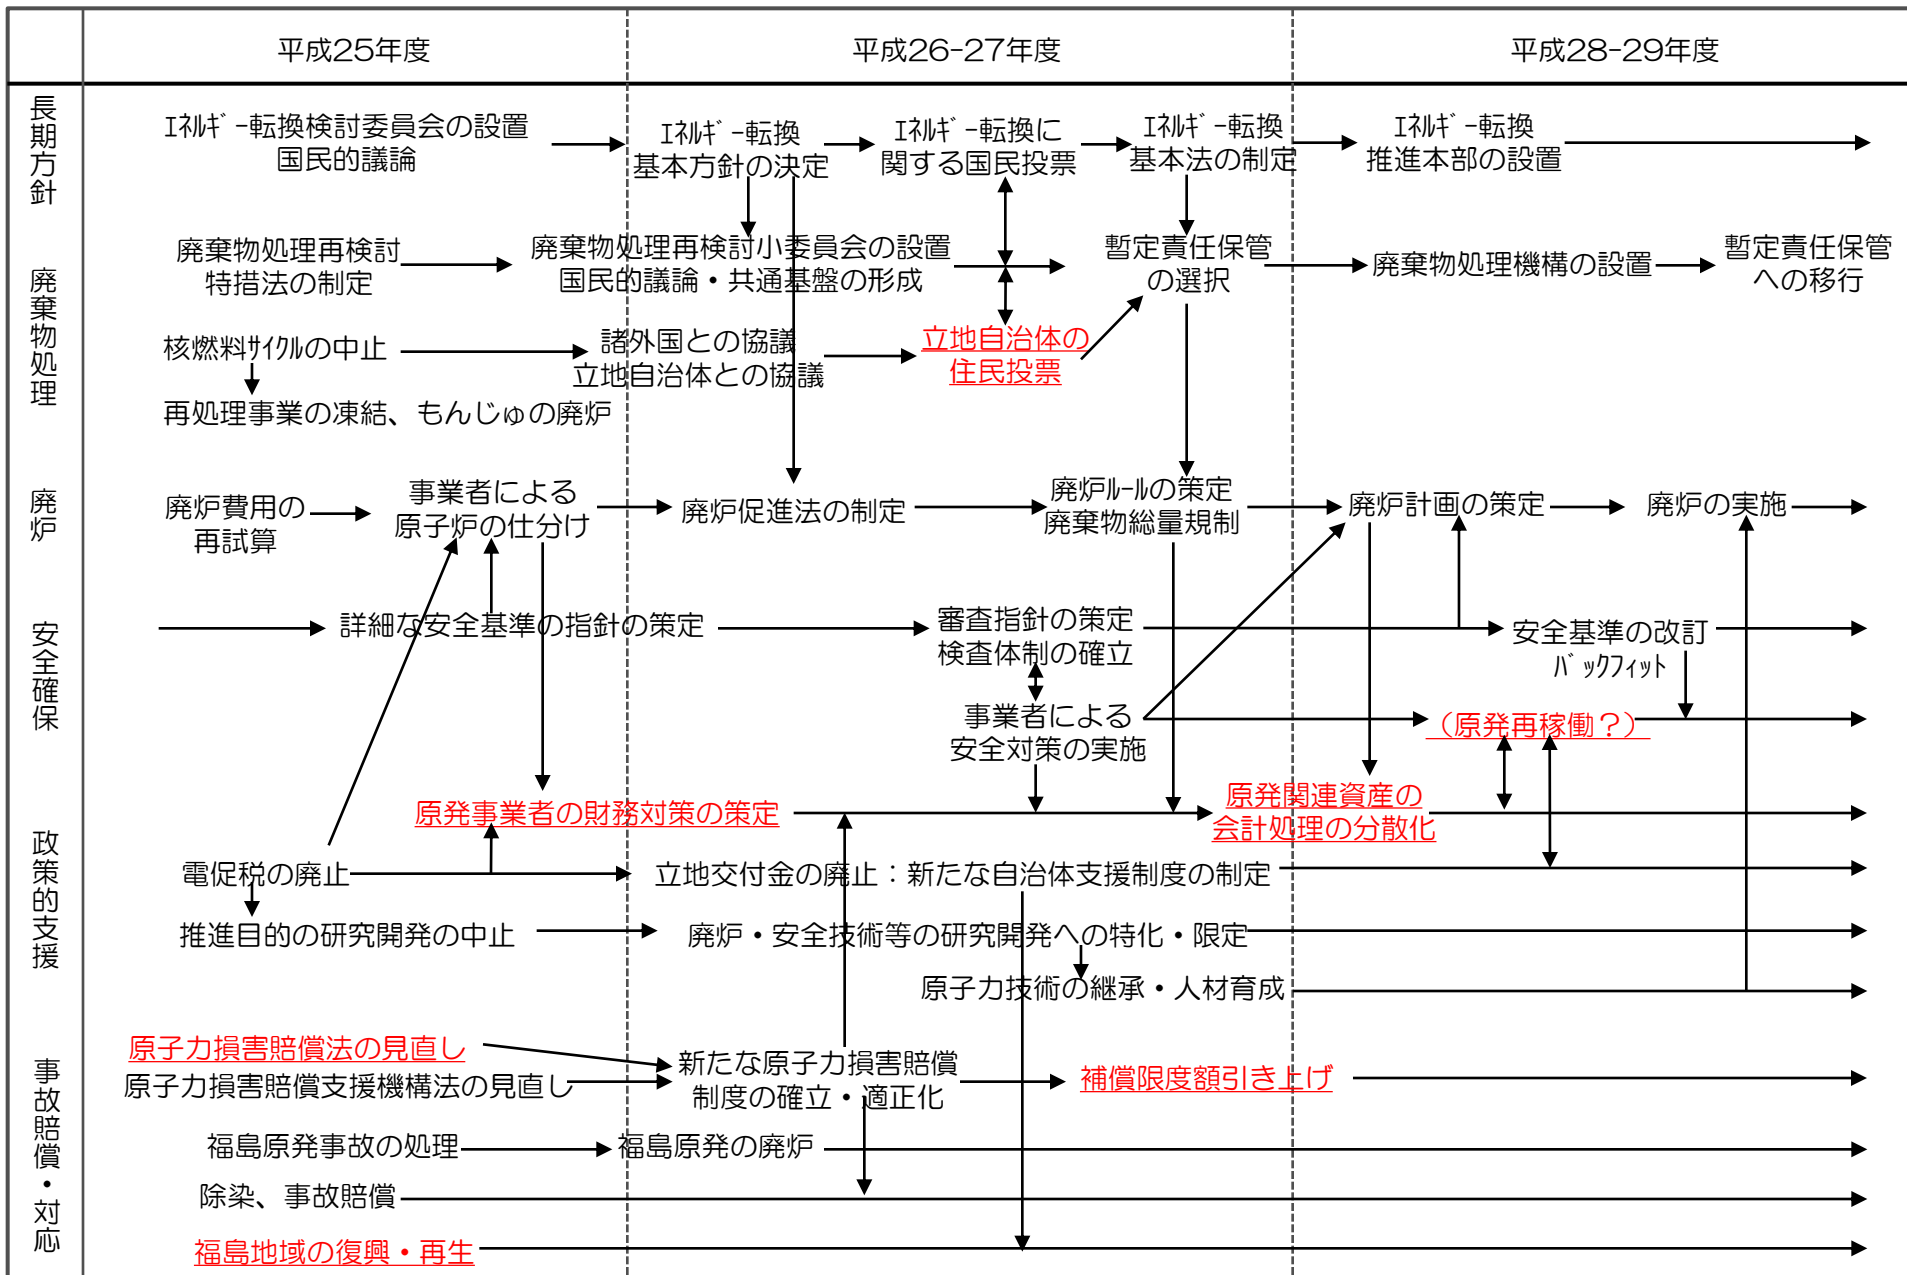 平成25年度
平成26-27年度
平成28-29年度
長期方針
ｴﾈﾙｷﾞｰ転換検討委員会の設置
国民的議論
ｴﾈﾙｷﾞｰ転換
基本方針の決定
ｴﾈﾙｷﾞｰ転換に
関する国民投票
ｴﾈﾙｷﾞｰ転換
基本法の制定
ｴﾈﾙｷﾞｰ転換
推進本部の設置
廃棄物処理
廃棄物処理再検討
特措法の制定
廃棄物処理再検討小委員会の設置
国民的議論・共通基盤の形成
暫定責任保管
の選択
廃棄物処理機構の設置
暫定責任保管
への移行
核燃料ｻｲｸﾙの中止
諸外国との協議
立地自治体との協議
立地自治体の
住民投票
再処理事業の凍結、もんじゅの廃炉
廃炉
廃炉費用の
再試算
事業者による
原子炉の仕分け
廃炉促進法の制定
廃炉ﾙｰﾙの策定
廃棄物総量規制
廃炉計画の策定
廃炉の実施
安全確保
詳細な安全基準の指針の策定
審査指針の策定
検査体制の確立
安全基準の改訂
ﾊﾞｯｸﾌｨｯﾄ
事業者による
安全対策の実施
（原発再稼働？）
政策的支援
原発事業者の財務対策の策定
原発関連資産の
会計処理の分散化
電促税の廃止
立地交付金の廃止：新たな自治体支援制度の制定
推進目的の研究開発の中止
廃炉・安全技術等の研究開発への特化・限定
原子力技術の継承・人材育成
事故賠償・対応
原子力損害賠償法の見直し
原子力損害賠償支援機構法の見直し
新たな原子力損害賠償
制度の確立・適正化
補償限度額引き上げ
福島原発事故の処理
福島原発の廃炉
除染、事故賠償
福島地域の復興・再生